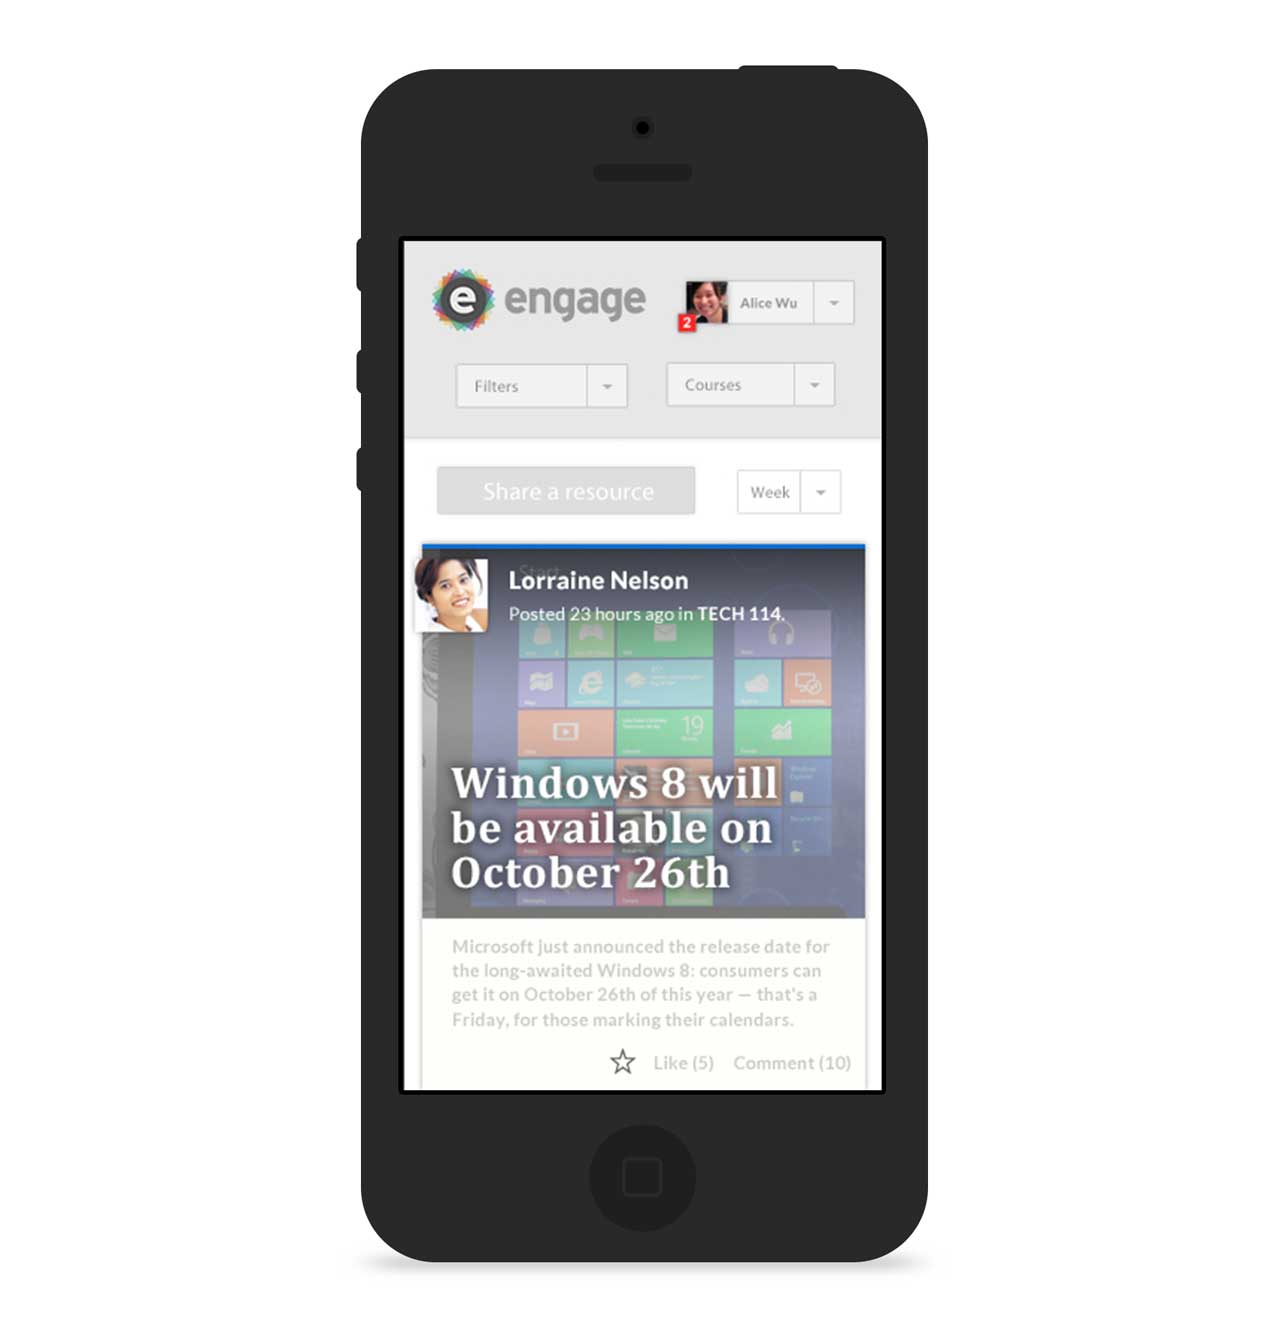 e engage
2
Alice Wu
Filters
Courses
Share a resource
Week
Start
Lorraine Nelson
Posted 23 hours ago in TECH 114.
19
Windows 8 will
be available on
October 26th
Microsoft just announced the release date for
the long-awaited Windows 8: consumers can
get it on October 26th of this year — that's a
Friday, for those marking their calendars.
Like (5) Comment (10)